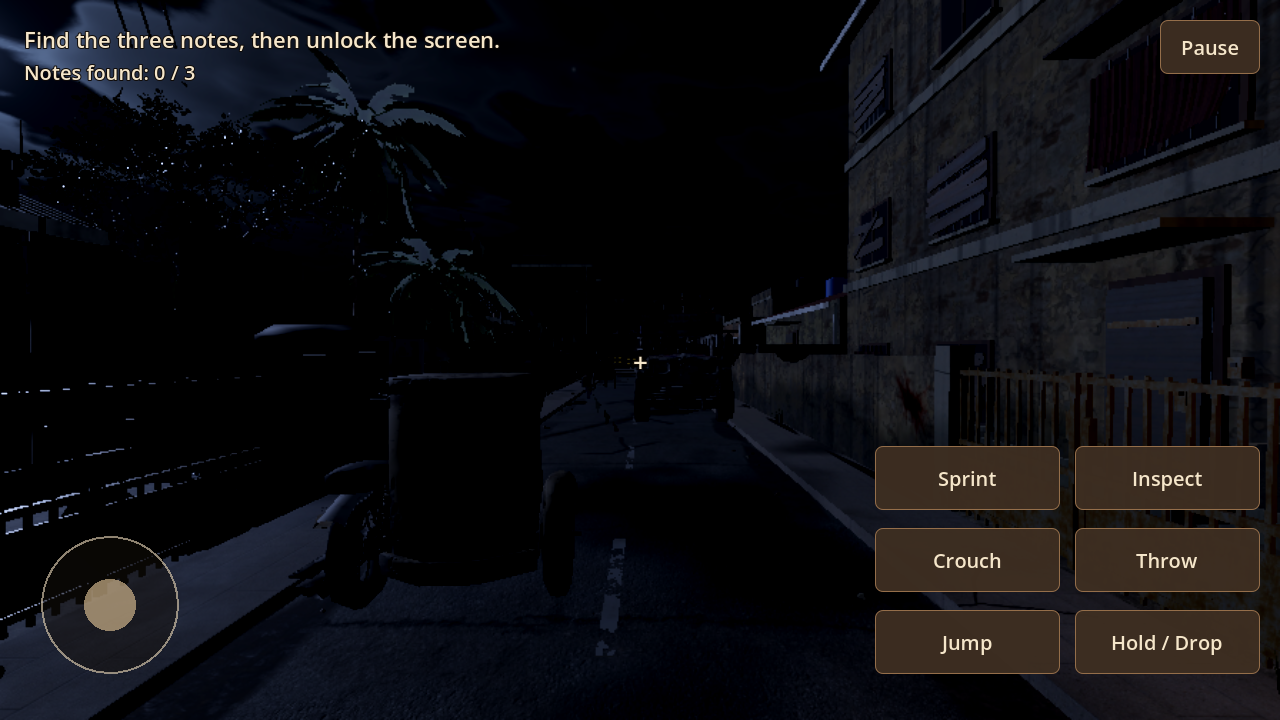 Find the three notes, then unlock the screen.
Notes found: 0 / 3
Pause
Sprint
Inspect
Crouch
Throw
Jump
Hold / Drop